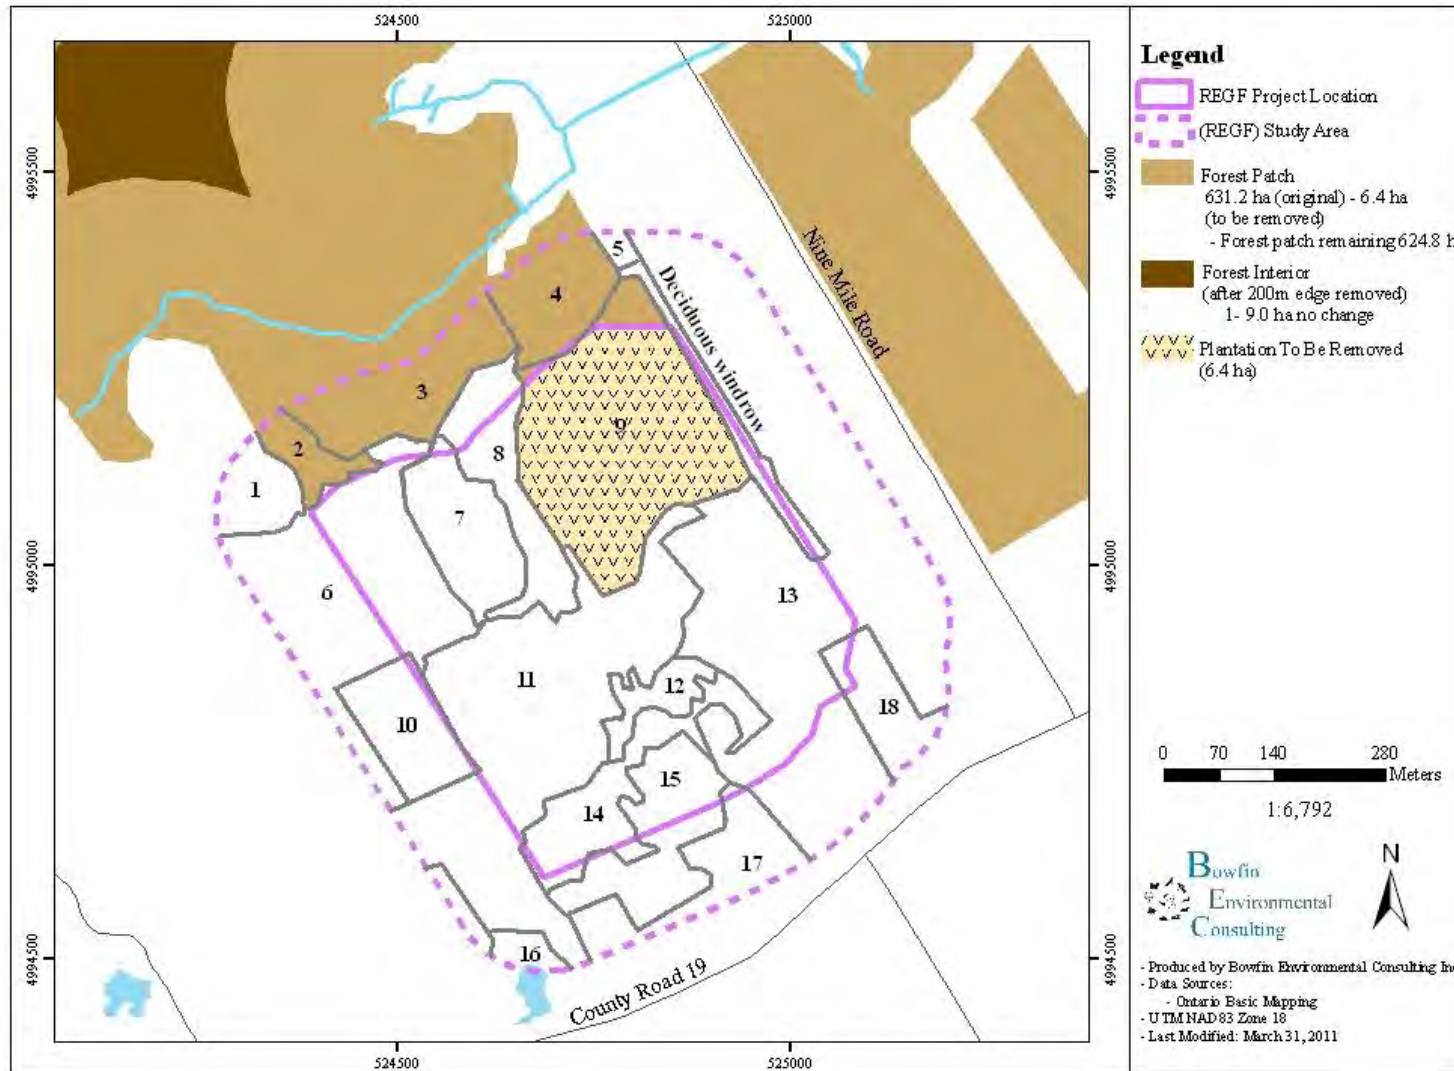 524500
525000
4995500
4995500
4995000
4995000
4994500
4994500
524500
525000
Nine Mile Road
Deciduous windrow
County Road 19
5
4
3
2
1
9
8
7
6
13
12
11
10
18
15
14
17
16
Legend
REGF Project Location
(REGF) Study Area
Forest Patch
631.2 ha (original) - 6.4 ha
(to be removed)
- Forest patch remaining 624.8 h
Forest Interior
(after 200m edge removed)
1- 9.0 ha no change
Plantation To Be Removed
(6.4 ha)
0 70 140 280
Meters
1:6,792
Bowfin
Environmental
Consulting
N
- Produced by Bowfin Environmental Consulting Inc
- Data Sources:
- Ontario Basic Mapping
- UTM NAD 83 Zone 18
- Last Modified: March 31, 2011